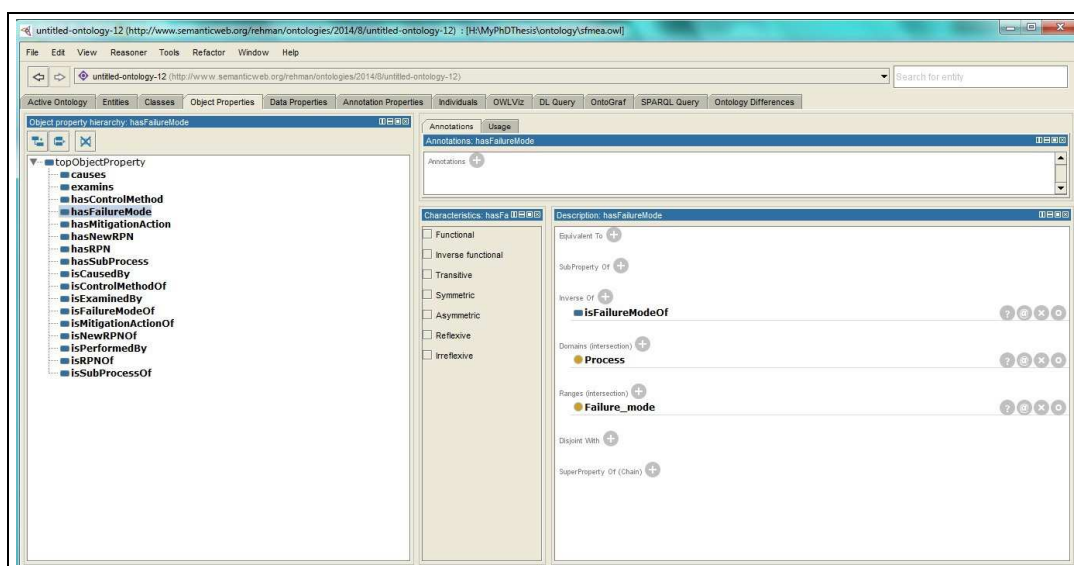 untitled-ontology-12 (http://www.semanticweb.org/rehman/ontologies/2014/8/untitled-ontology-12) : [H:\MyPhDThesis\ontology\sfmea.owl]
File Edit View Reasoner Tools Refactor Window Help
untitled-ontology-12 (http://www.semanticweb.org/rehman/ontologies/2014/8/untitled-ontology-12)
Search for entity
Active Ontology Entities Classes Object Properties Data Properties Annotation Properties Individuals OWLViz DL Query OntoGraf SPARQL Query Ontology Differences
Object property hierarchy: hasFailureMode
topObjectProperty
causes
examins
hasControlMethod
hasFailureMode
hasMitigationAction
hasNewRPN
hasRPN
hasSubProcess
isCausedBy
isControlMethodOf
isExaminedBy
isFailureModeOf
isMitigationActionOf
isNewRPNOf
isPerformedBy
isRPNOf
isSubProcessOf
Annotations Usage
Annotations: hasFailureMode
Annotations
Characteristics: hasFa
Functional
Inverse functional
Transitive
Symmetric
Asymmetric
Reflexive
Irreflexive
Description: hasFailureMode
Equivalent To
SubProperty Of
Inverse Of
isFailureModeOf
Domains (intersection)
Process
Ranges (intersection)
Failure_mode
Disjoint With
SuperProperty Of (Chain)